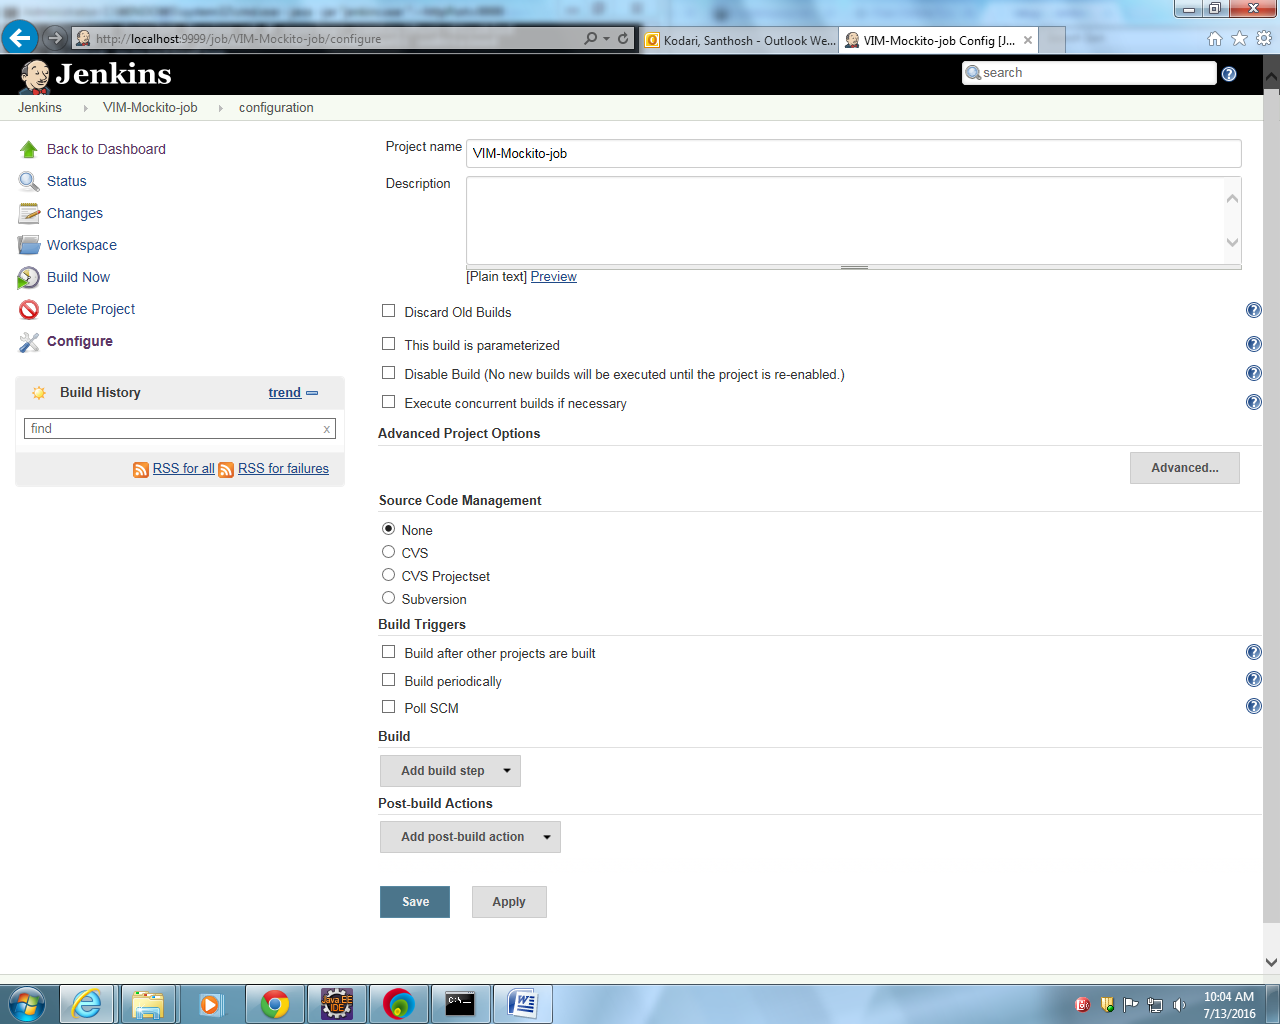 http://localhost:9999/job/VIM-Mockito-job/configure
Kodari, Santhosh - Outlook We...
VIM-Mockito-job Config [J...
Jenkins
search
Jenkins
VIM-Mockito-job
configuration
Back to Dashboard
Status
Changes
Workspace
Build Now
Delete Project
Configure
Build History
trend
find
x
RSS for all
RSS for failures
Project name
VIM-Mockito-job
Description
[Plain text] Preview
Discard Old Builds
This build is parameterized
Disable Build (No new builds will be executed until the project is re-enabled.)
Execute concurrent builds if necessary
Advanced Project Options
Advanced...
Source Code Management
None
CVS
CVS Projectset
Subversion
Build Triggers
Build after other projects are built
Build periodically
Poll SCM
Build
Add build step
Post-build Actions
Add post-build action
Save
Apply
Java EE
IDE
C:\_
10:04 AM
7/13/2016